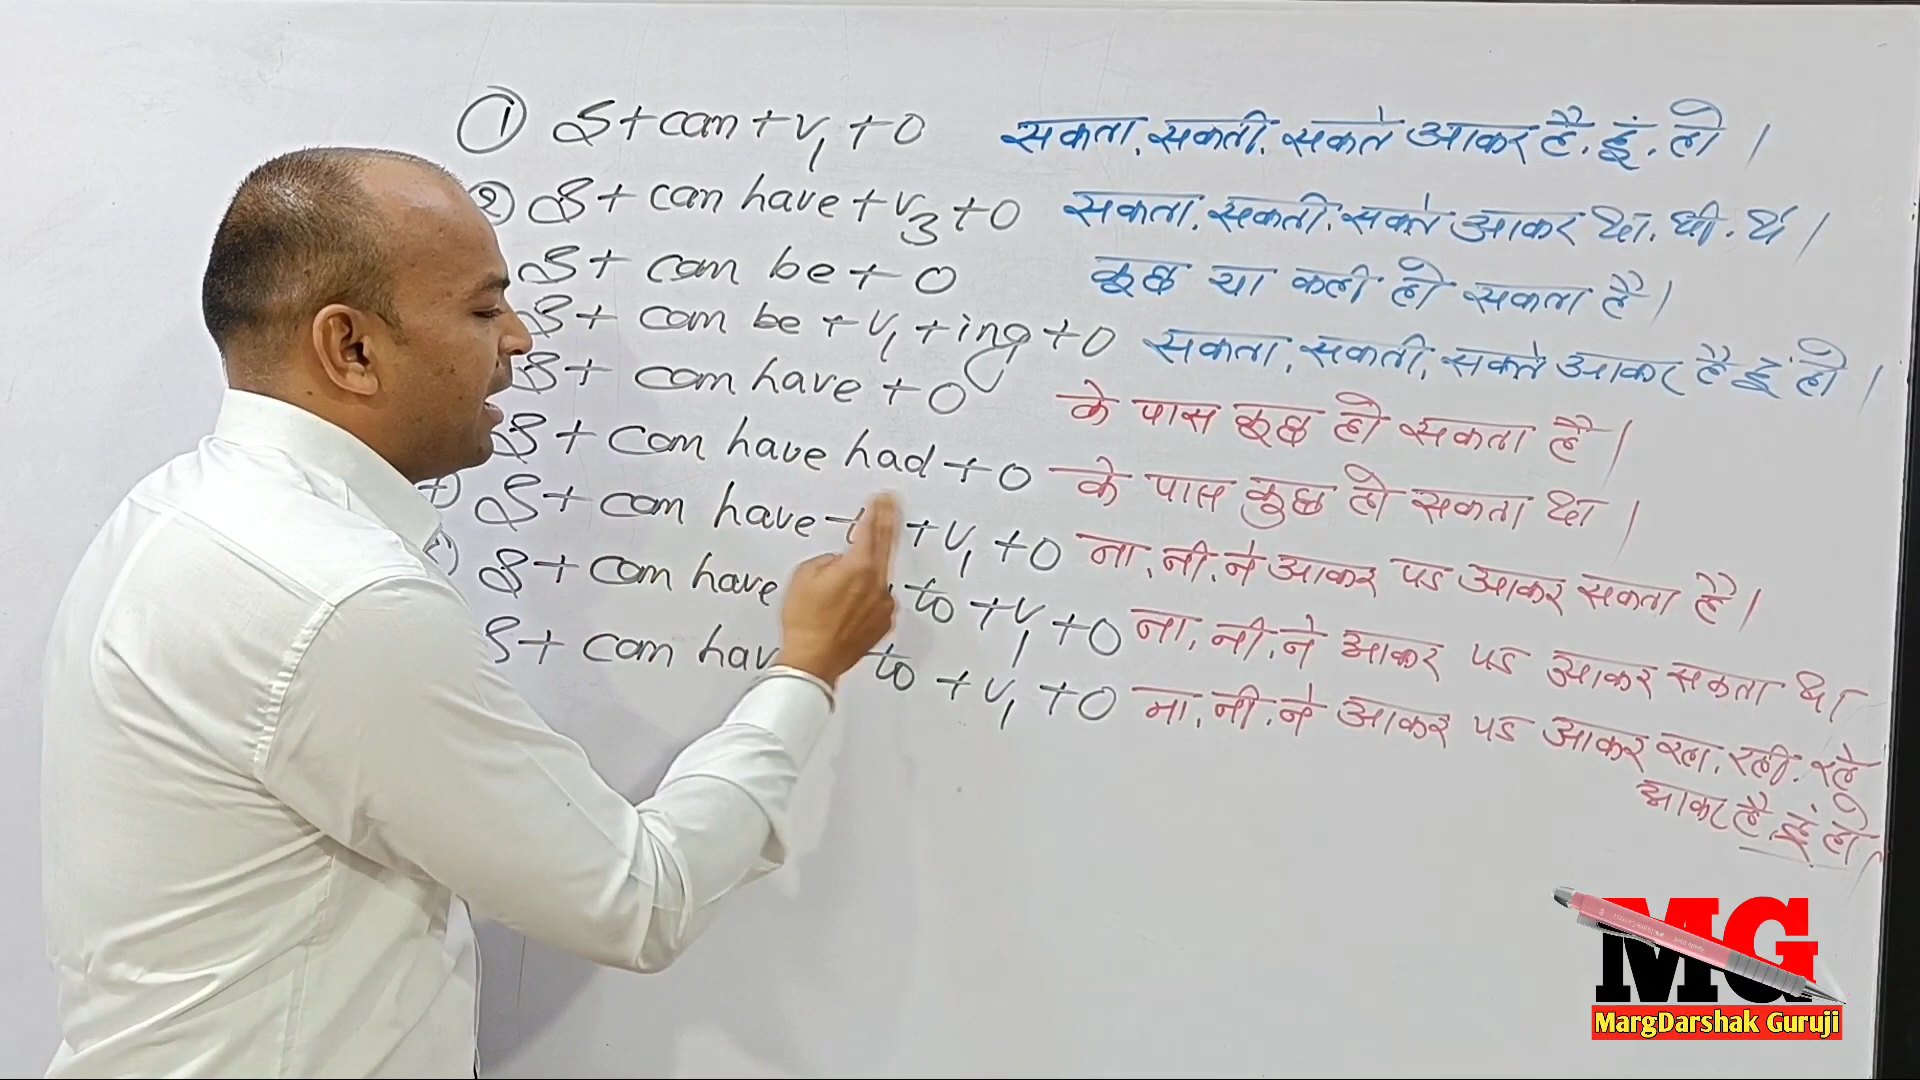 ① S + can + V₁ + O सकता, सकती, सकते आकर है, हूं, हो ।
② S + can have + V₃ + O सकता, सकती, सकते आकर था, थी, थे ।
S + can be + O कुछ या कही हो सकता है ।
S + can be + V₁ + ing + O सकता, सकती, सकते आकर है हूं हो ।
S + can have + O के पास कुछ हो सकता है ।
S + can have had + O के पास कुछ हो सकता था ।
S + can have + V₁ + O ना, नी, ने आकर पड आकर सकता है ।
S + can have to + V₁ + O ना, नी, ने आकर पड आकर सकता था
S + can to + V₁ + O ना, नी, ने आकर पड आकर रहा, रही, रहे
आकर है, हूं हो ।
MG
MargDarshak Guruji